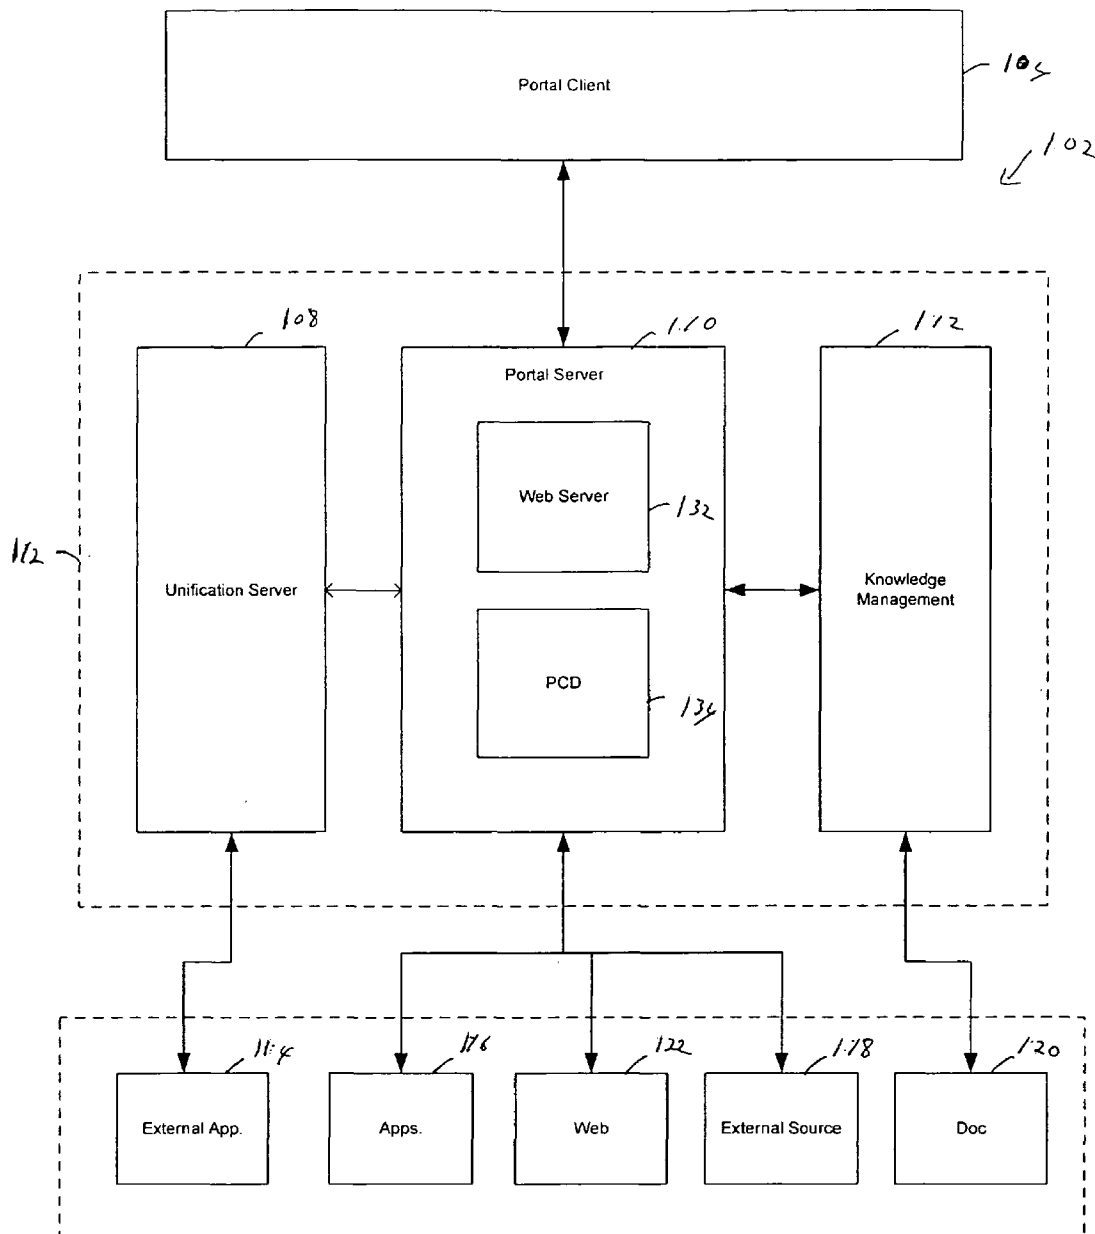 Portal Client
104
102
108
110
112
Portal Server
Web Server
132
112
Unification Server
Knowledge
Management
PCD
134
114
116
122
118
120
External App.
Apps.
Web
External Source
Doc